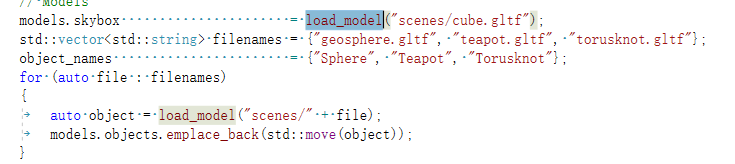 // models
models.skybox = load_model("scenes/cube.gltf");
std::vector<std::string> filenames = {"geosphere.gltf", "teapot.gltf", "torusknot.gltf"};
object_names = {"Sphere", "Teapot", "Torusknot"};
for (auto file : filenames)
{
auto object = load_model("scenes/" + file);
models.objects.emplace_back(std::move(object));
}